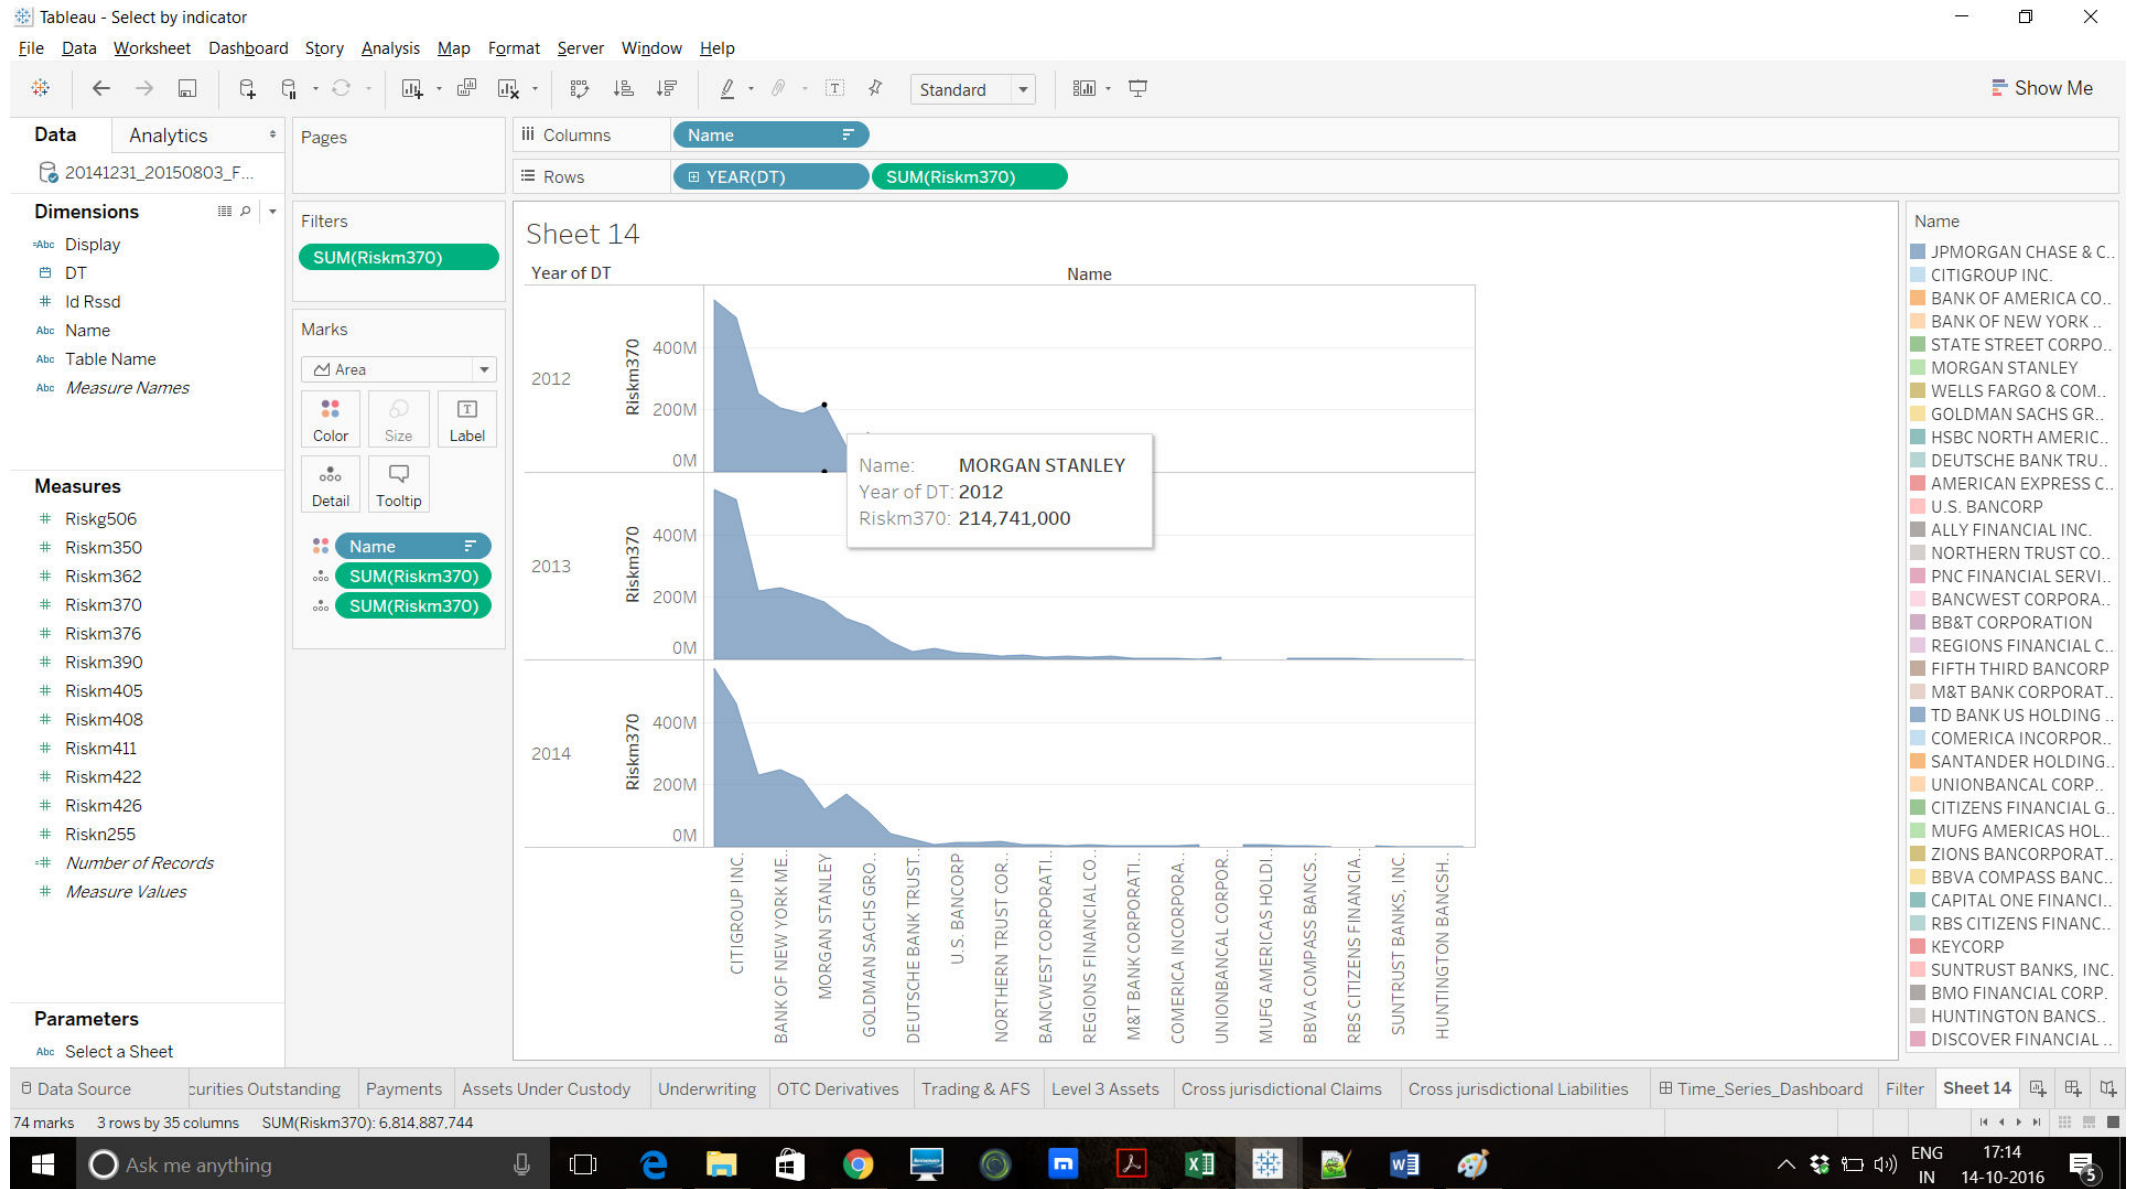 Tableau - Select by indicator
File Data Worksheet Dashboard Story Analysis Map Format Server Window Help
Standard
Show Me
Data Analytics
20141231_20150803_F...
Dimensions
Abc Display
DT
# Id Rssd
Abc Name
Abc Table Name
Abc Measure Names
Measures
# Riskg506
# Riskm350
# Riskm362
# Riskm370
# Riskm376
# Riskm390
# Riskm405
# Riskm408
# Riskm411
# Riskm422
# Riskm426
# Riskn255
=# Number of Records
# Measure Values
Parameters
Abc Select a Sheet
Pages
Filters
SUM(Riskm370)
Marks
Area
Color Size Label
Detail Tooltip
Name
SUM(Riskm370)
SUM(Riskm370)
iii Columns Name
Rows YEAR(DT) SUM(Riskm370)
Sheet 14
Year of DT Name
2012
Riskm370
400M
200M
0M
Name: MORGAN STANLEY
Year of DT: 2012
Riskm370: 214,741,000
2013
Riskm370
400M
200M
0M
2014
Riskm370
400M
200M
0M
CITIGROUP INC.
BANK OF NEW YORK ME..
MORGAN STANLEY
GOLDMAN SACHS GRO..
DEUTSCHE BANK TRUST..
U.S. BANCORP
NORTHERN TRUST COR..
BANCWEST CORPORATI..
REGIONS FINANCIAL CO..
M&T BANK CORPORATI..
COMERICA INCORPORA..
UNIONBANCAL CORPOR..
MUFG AMERICAS HOLDI..
BBVA COMPASS BANCS..
RBS CITIZENS FINANCIA..
SUNTRUST BANKS, INC.
HUNTINGTON BANCSH..
Name
JPMORGAN CHASE & C..
CITIGROUP INC.
BANK OF AMERICA CO..
BANK OF NEW YORK ..
STATE STREET CORPO..
MORGAN STANLEY
WELLS FARGO & COM..
GOLDMAN SACHS GR..
HSBC NORTH AMERIC..
DEUTSCHE BANK TRU..
AMERICAN EXPRESS C..
U.S. BANCORP
ALLY FINANCIAL INC.
NORTHERN TRUST CO..
PNC FINANCIAL SERVI..
BANCWEST CORPORA..
BB&T CORPORATION
REGIONS FINANCIAL C..
FIFTH THIRD BANCORP
M&T BANK CORPORAT..
TD BANK US HOLDING ..
COMERICA INCORPOR..
SANTANDER HOLDING..
UNIONBANCAL CORP..
CITIZENS FINANCIAL G..
MUFG AMERICAS HOL..
ZIONS BANCORPORAT..
BBVA COMPASS BANC..
CAPITAL ONE FINANCI..
RBS CITIZENS FINANC..
KEYCORP
SUNTRUST BANKS, INC.
BMO FINANCIAL CORP.
HUNTINGTON BANCS..
DISCOVER FINANCIAL ..
Data Source curities Outstanding Payments Assets Under Custody Underwriting OTC Derivatives Trading & AFS Level 3 Assets Cross jurisdictional Claims Cross jurisdictional Liabilities Time_Series_Dashboard Filter Sheet 14
74 marks 3 rows by 35 columns SUM(Riskm370): 6,814,887,744
Ask me anything
ENG 17:14
IN 14-10-2016
5